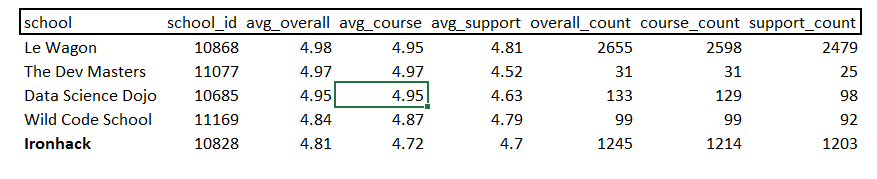 school school_id avg_overall avg_course avg_support overall_count course_count support_count
Le Wagon 10868 4.98 4.95 4.81 2655 2598 2479
The Dev Masters 11077 4.97 4.97 4.52 31 31 25
Data Science Dojo 10685 4.95 4.95 4.63 133 129 98
Wild Code School 11169 4.84 4.87 4.79 99 99 92
Ironhack 10828 4.81 4.72 4.7 1245 1214 1203